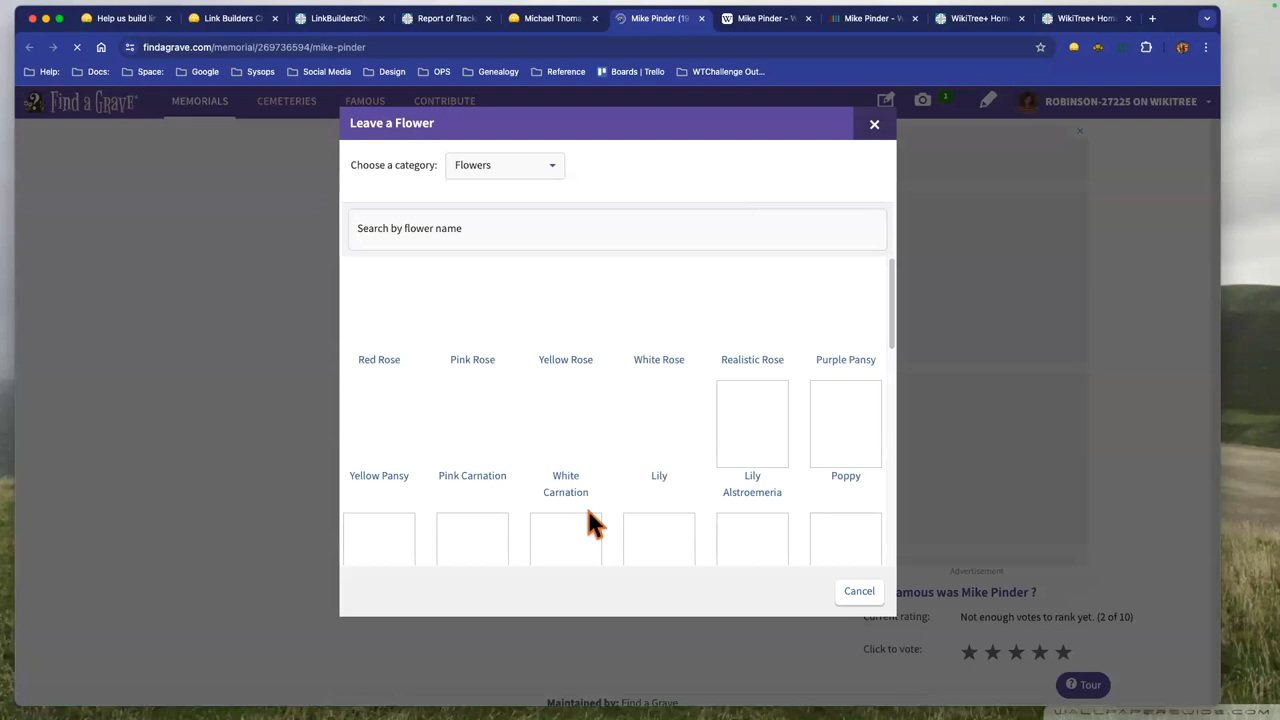 Help us build li
Link Builders C
LinkBuildersCha
Report of Track
Michael Thoma
Mike Pinder (19
Mike Pinder - W
Mike Pinder - W
WikiTree+ Hom
WikiTree+ Hom
findagrave.com/memorial/269736594/mike-pinder
Help:
Docs:
Space:
Google
Sysops
Social Media
Design
OPS
Genealogy
Reference
Boards | Trello
WTChallenge Out...
Find a Grave
MEMORIALS
CEMETERIES
FAMOUS
CONTRIBUTE
1
ROBINSON-27225 ON WIKITREE
Leave a Flower
Choose a category:
Flowers
Search by flower name
Red Rose
Pink Rose
Yellow Rose
White Rose
Realistic Rose
Purple Pansy
Yellow Pansy
Pink Carnation
White
Carnation
Lily
Lily
Alstroemeria
Poppy
Cancel
Advertisement
amous was Mike Pinder ?
Current rating:
Not enough votes to rank yet. (2 of 10)
Click to vote:
Tour
Maintained by: Find a Grave